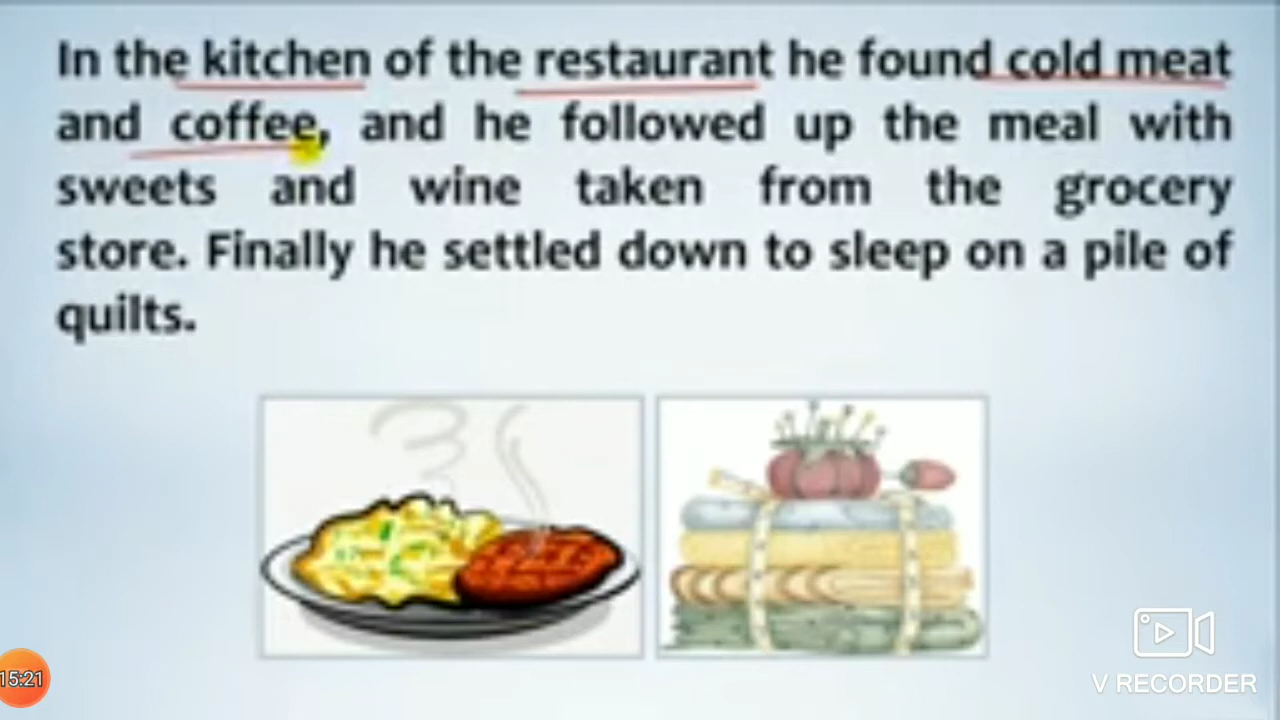 In the kitchen of the restaurant he found cold meat
and coffee, and he followed up the meal with
sweets and wine taken from the grocery
store. Finally he settled down to sleep on a pile of
quilts.
15:21
V RECORDER